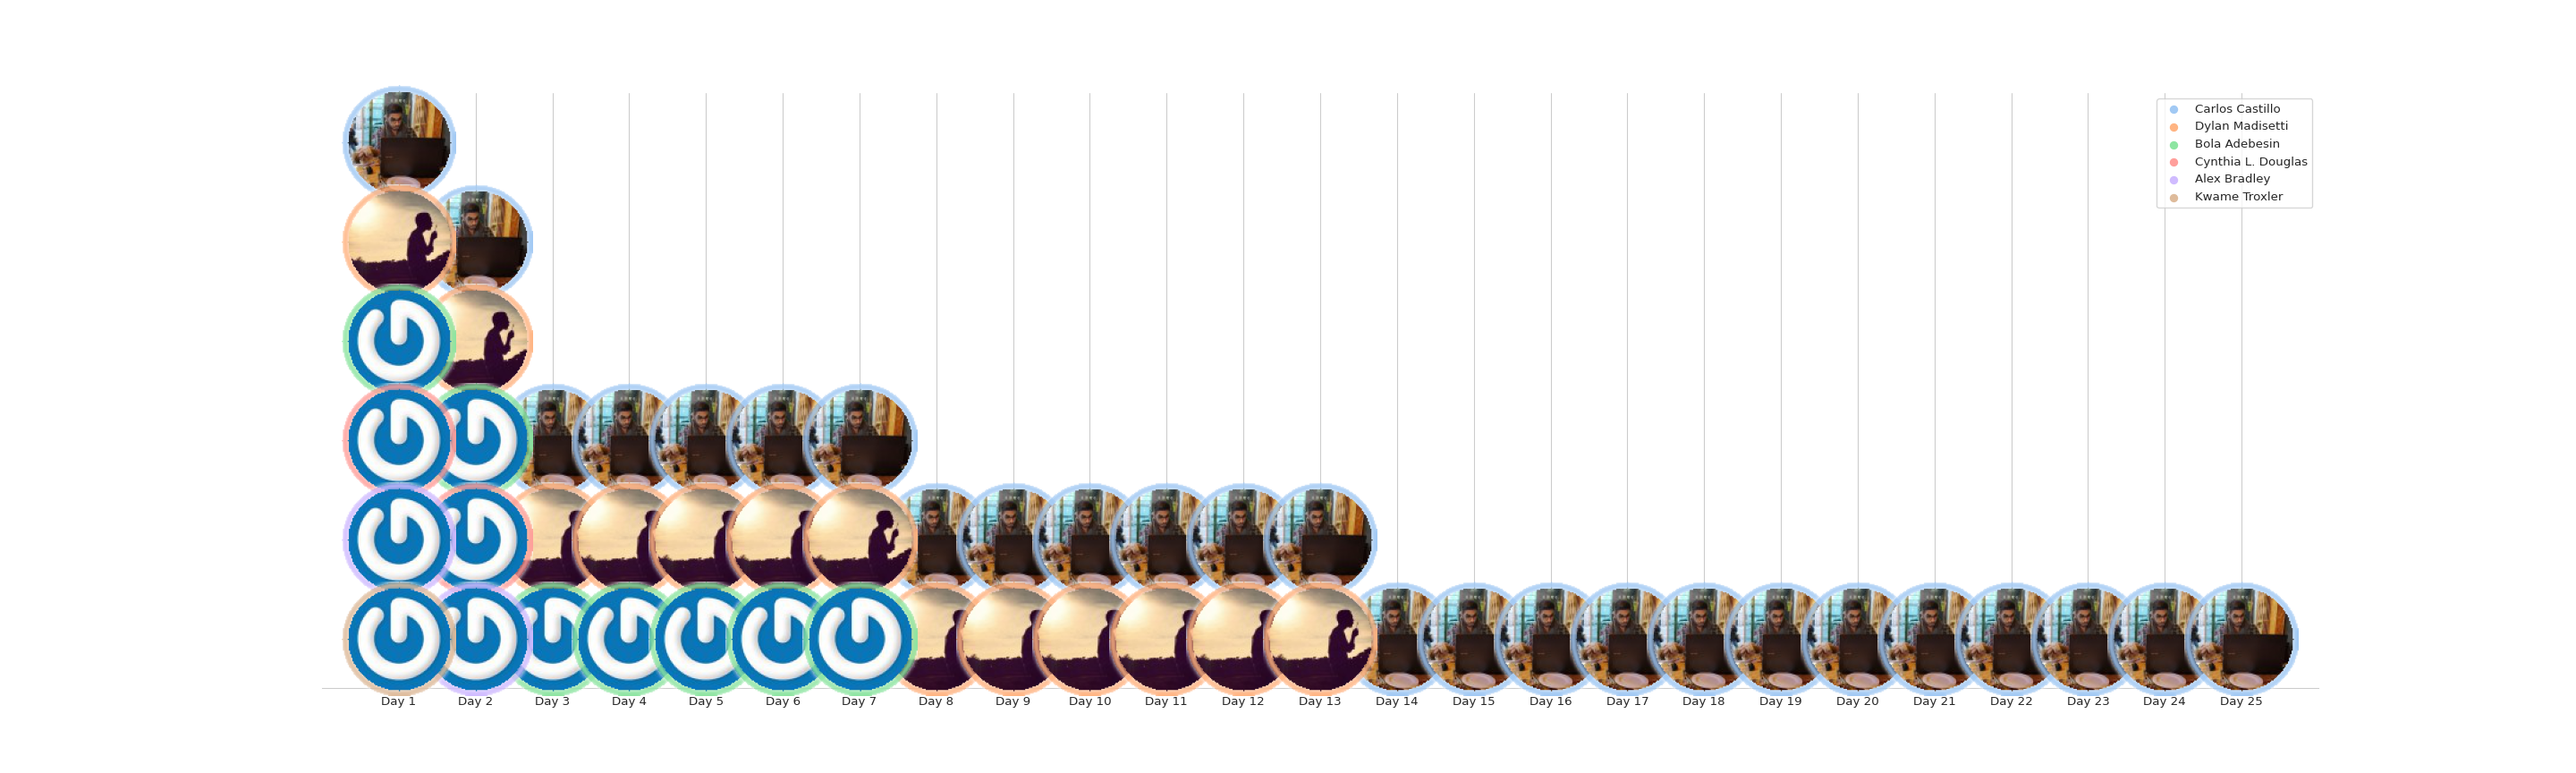 Carlos Castillo
Dylan Madisetti
Bola Adebesin
Cynthia L. Douglas
Alex Bradley
Kwame Troxler
Day 1 Day 2 Day 3 Day 4 Day 5 Day 6 Day 7 Day 8 Day 9 Day 10 Day 11 Day 12 Day 13 Day 14 Day 15 Day 16 Day 17 Day 18 Day 19 Day 20 Day 21 Day 22 Day 23 Day 24 Day 25